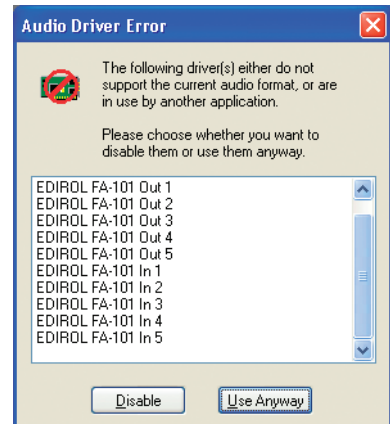 Audio Driver Error
The following driver(s) either do not
support the current audio format, or are
in use by another application.
Please choose whether you want to
disable them or use them anyway.
EDIROL FA-101 Out 1
EDIROL FA-101 Out 2
EDIROL FA-101 Out 3
EDIROL FA-101 Out 4
EDIROL FA-101 Out 5
EDIROL FA-101 In 1
EDIROL FA-101 In 2
EDIROL FA-101 In 3
EDIROL FA-101 In 4
EDIROL FA-101 In 5
Disable
Use Anyway